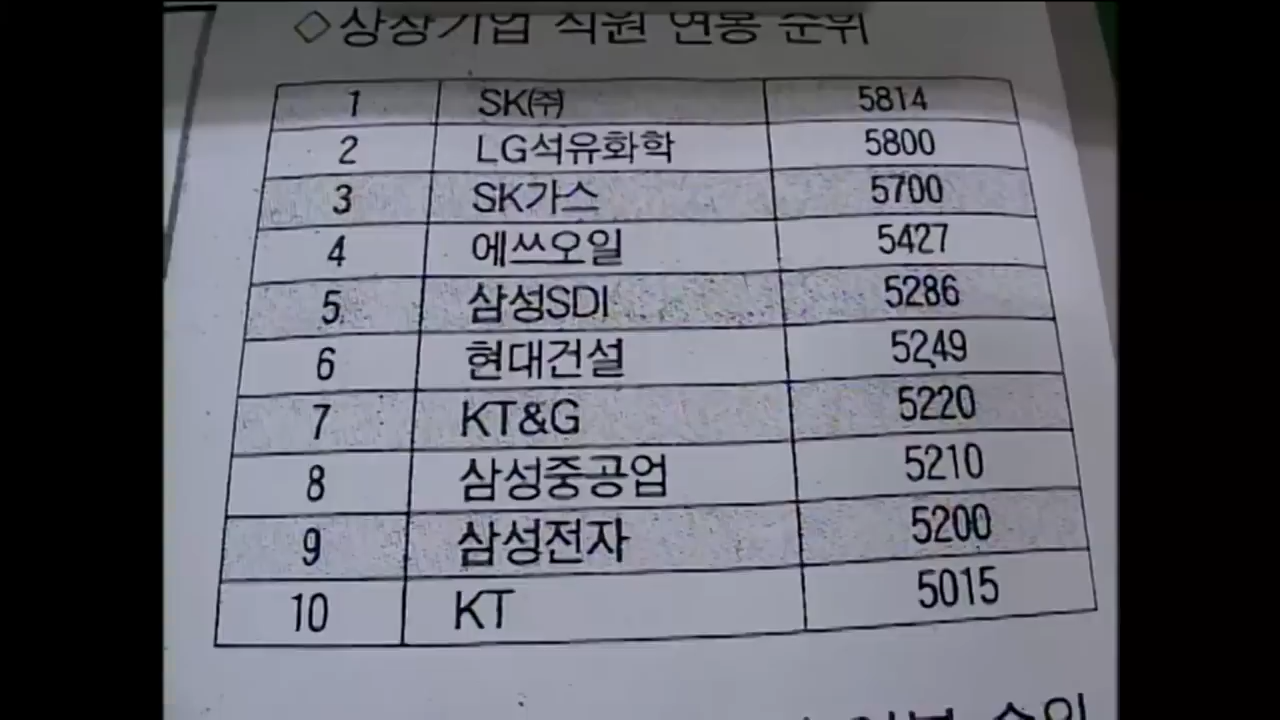 ◇상장기업 직원 연봉 순위
1 SK㈜ 5814
2 LG석유화학 5800
3 SK가스 5700
4 에쓰오일 5427
5 삼성SDI 5286
6 현대건설 5249
7 KT&G 5220
8 삼성중공업 5210
9 삼성전자 5200
10 KT 5015